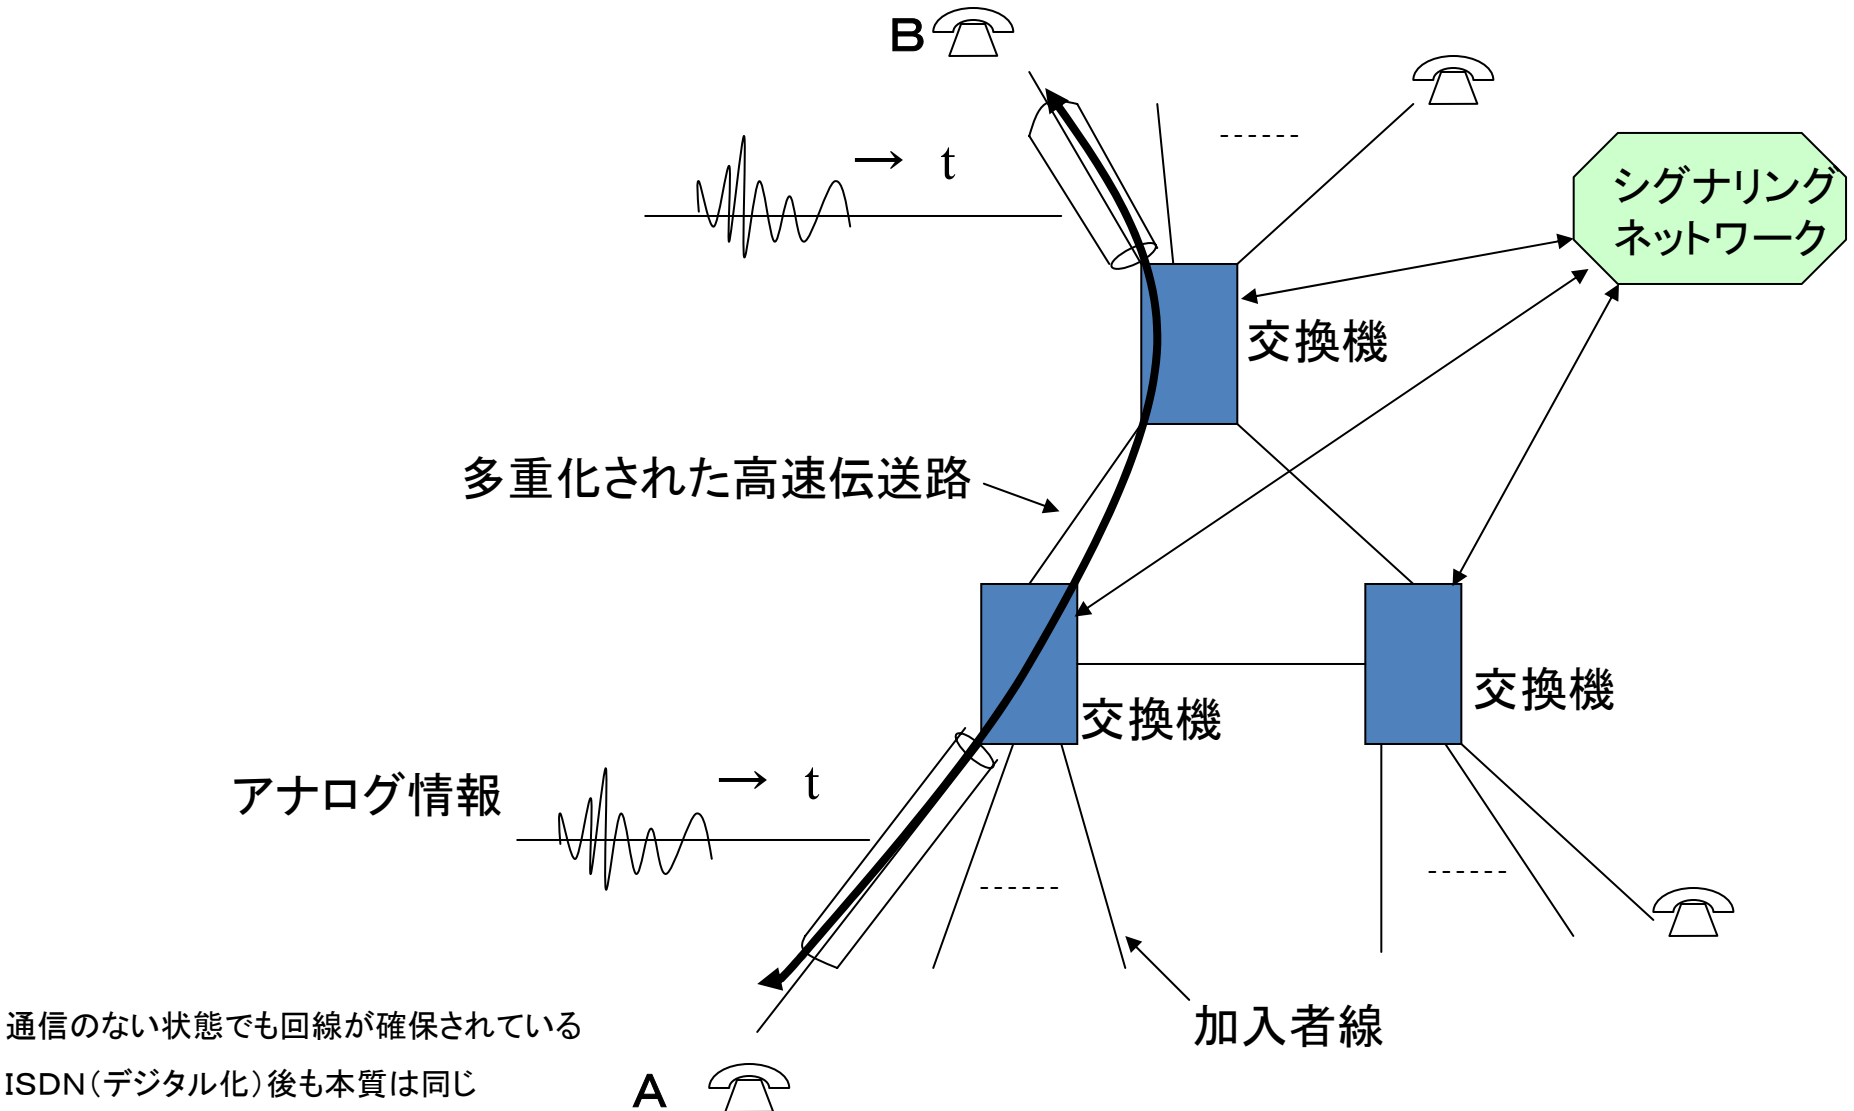 B
→ t
シグナリング
ネットワーク
交換機
多重化された高速伝送路
交換機
交換機
アナログ情報
→ t
加入者線
通信のない状態でも回線が確保されている
ISDN(デジタル化)後も本質は同じ
A